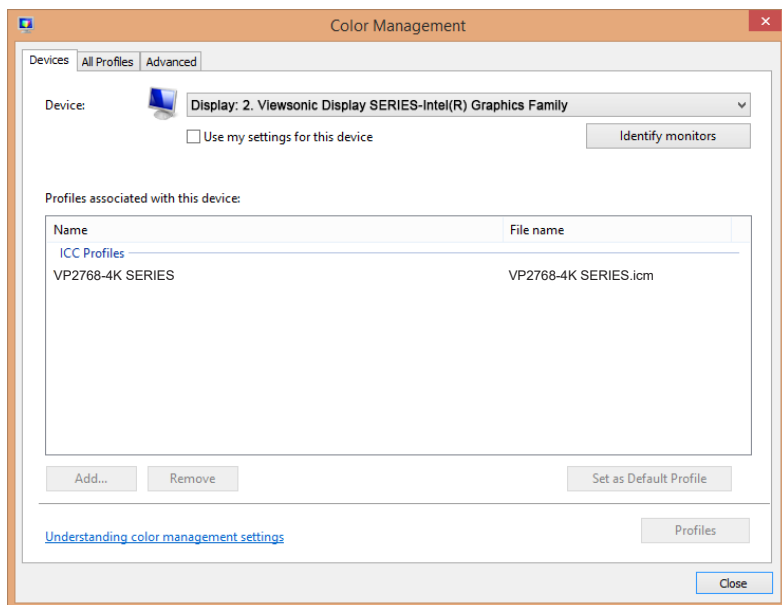 Color Management
Devices All Profiles Advanced
Device: Display: 2. Viewsonic Display SERIES-Intel(R) Graphics Family
Use my settings for this device Identify monitors
Profiles associated with this device:
Name File name
ICC Profiles
VP2768-4K SERIES VP2768-4K SERIES.icm
Add... Remove Set as Default Profile
Understanding color management settings Profiles
Close